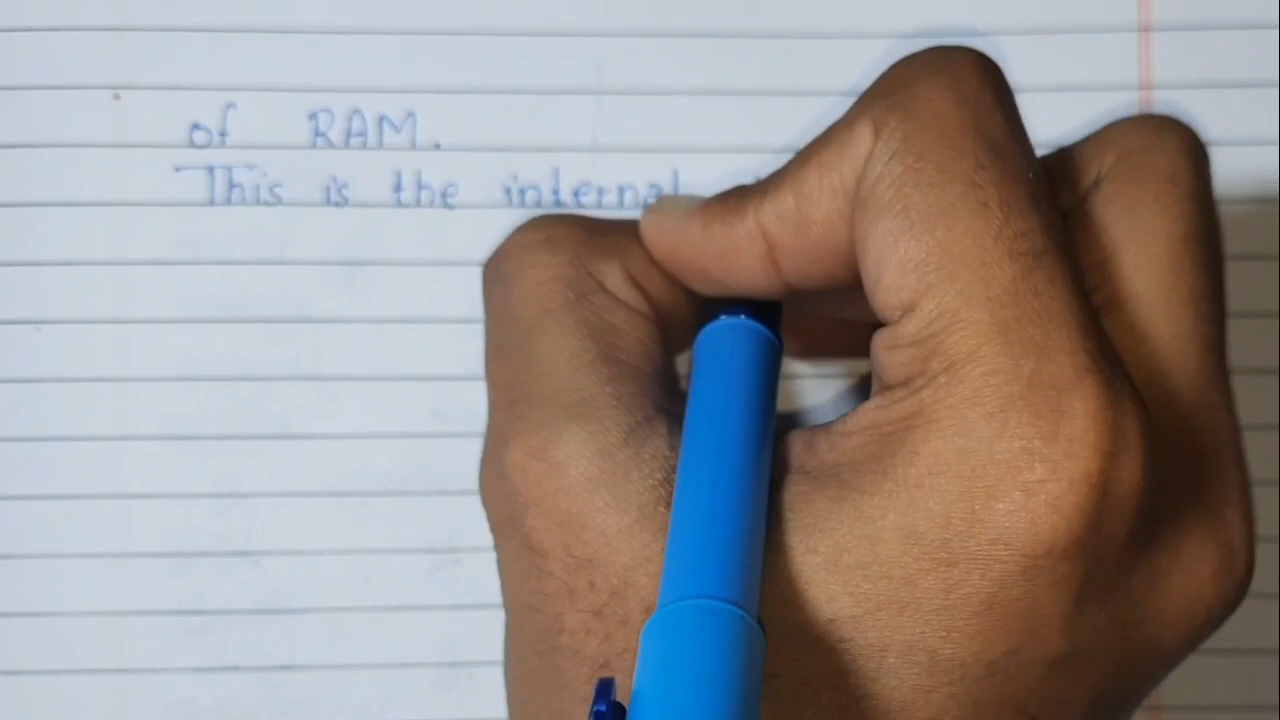 of RAM.
This is the internal